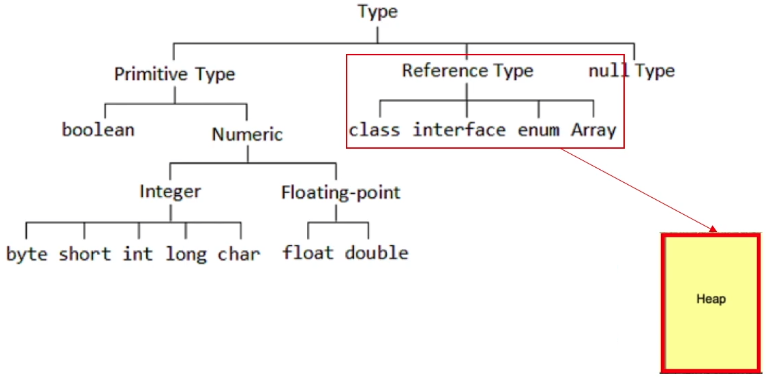 Type
Primitive Type Reference Type null Type
boolean Numeric class interface enum Array
Integer Floating-point
byte short int long char float double
Heap